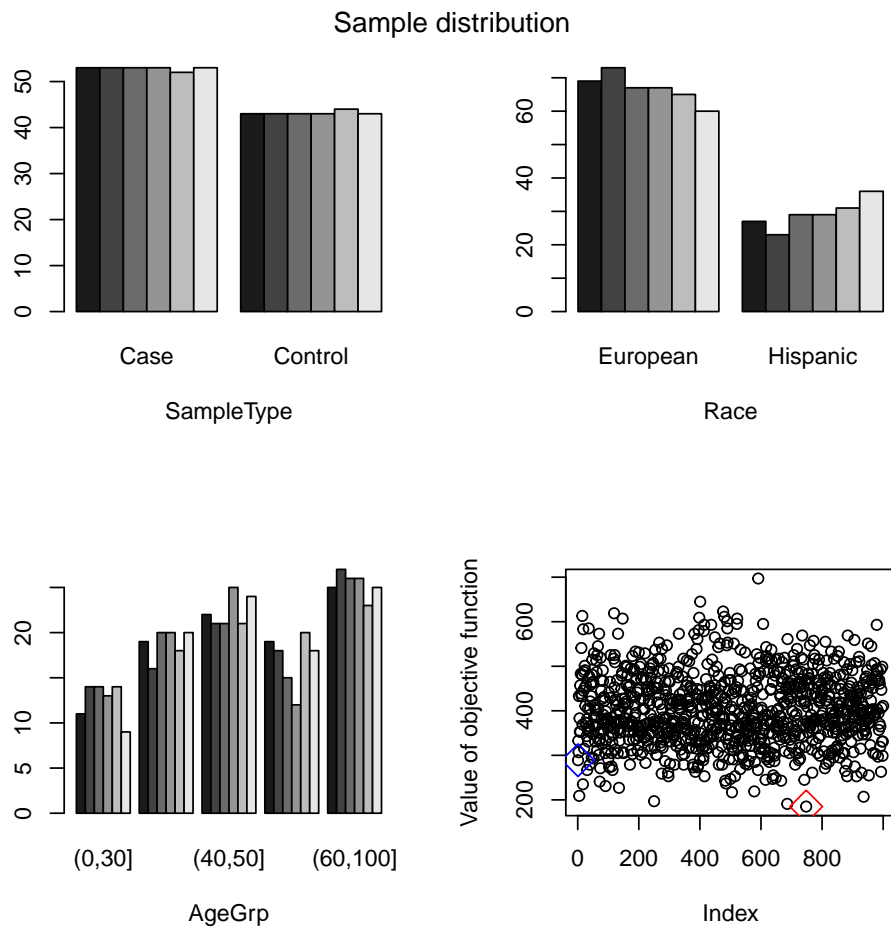 Sample distribution
50
40
30
20
10
0
Case Control
SampleType
60
40
20
0
European Hispanic
Race
20
10
5
0
(0,30] (40,50] (60,100]
AgeGrp
Value of objective function
600
400
200
0 200 400 600 800
Index